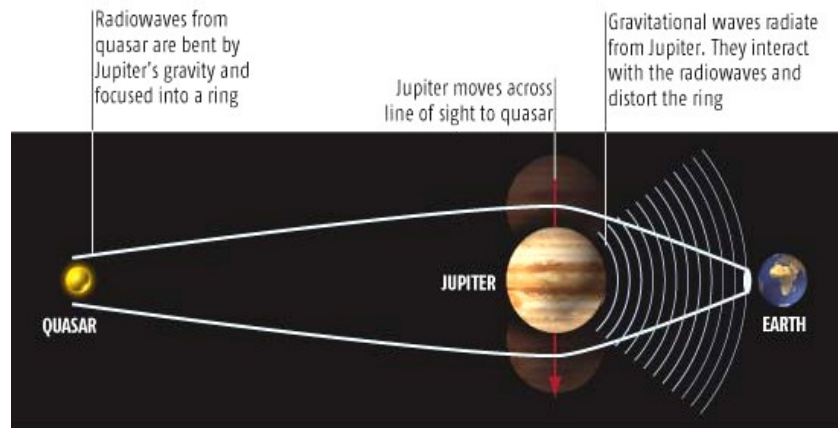 Radiowaves from
quasar are bent by
Jupiter's gravity and
focused into a ring
Jupiter moves across
line of sight to quasar
Gravitational waves radiate
from Jupiter. They interact
with the radiowaves and
distort the ring
QUASAR
JUPITER
EARTH